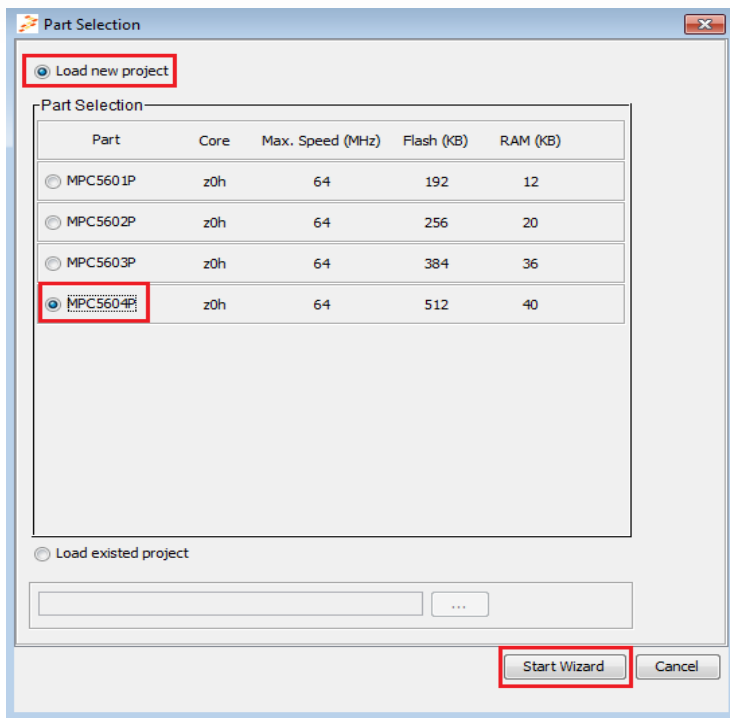 Part Selection
Load new project
Part Selection
Part Core Max. Speed (MHz) Flash (KB) RAM (KB)
MPC5601P z0h 64 192 12
MPC5602P z0h 64 256 20
MPC5603P z0h 64 384 36
MPC5604P z0h 64 512 40
Load existed project
...
Start Wizard Cancel